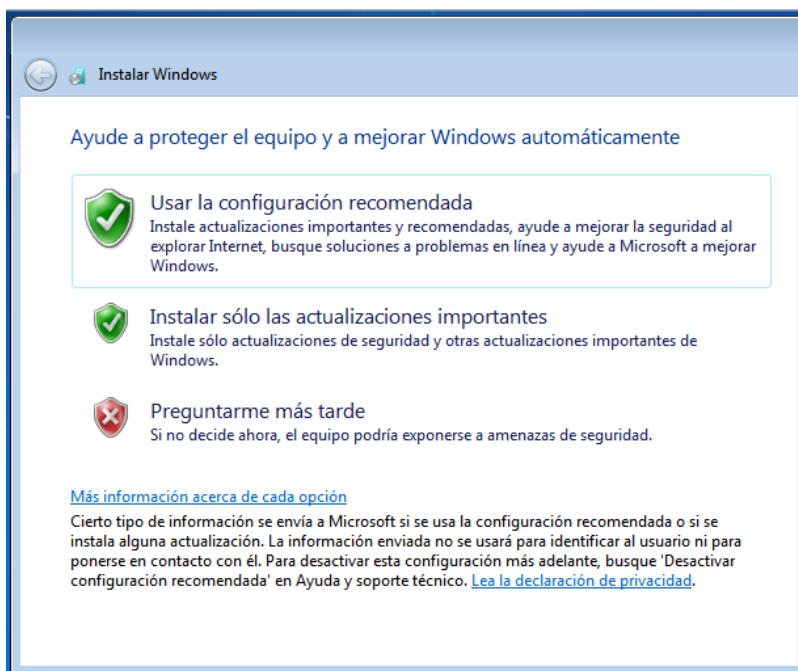 Instalar Windows
Ayude a proteger el equipo y a mejorar Windows automáticamente
Usar la configuración recomendada
Instale actualizaciones importantes y recomendadas, ayude a mejorar la seguridad al
explorar Internet, busque soluciones a problemas en línea y ayude a Microsoft a mejorar
Windows.
Instalar sólo las actualizaciones importantes
Instale sólo actualizaciones de seguridad y otras actualizaciones importantes de
Windows.
Preguntarme más tarde
Si no decide ahora, el equipo podría exponerse a amenazas de seguridad.
Más información acerca de cada opción
Cierto tipo de información se envía a Microsoft si se usa la configuración recomendada o si se
instala alguna actualización. La información enviada no se usará para identificar al usuario ni para
ponerse en contacto con él. Para desactivar esta configuración más adelante, busque 'Desactivar
configuración recomendada' en Ayuda y soporte técnico. Lea la declaración de privacidad.